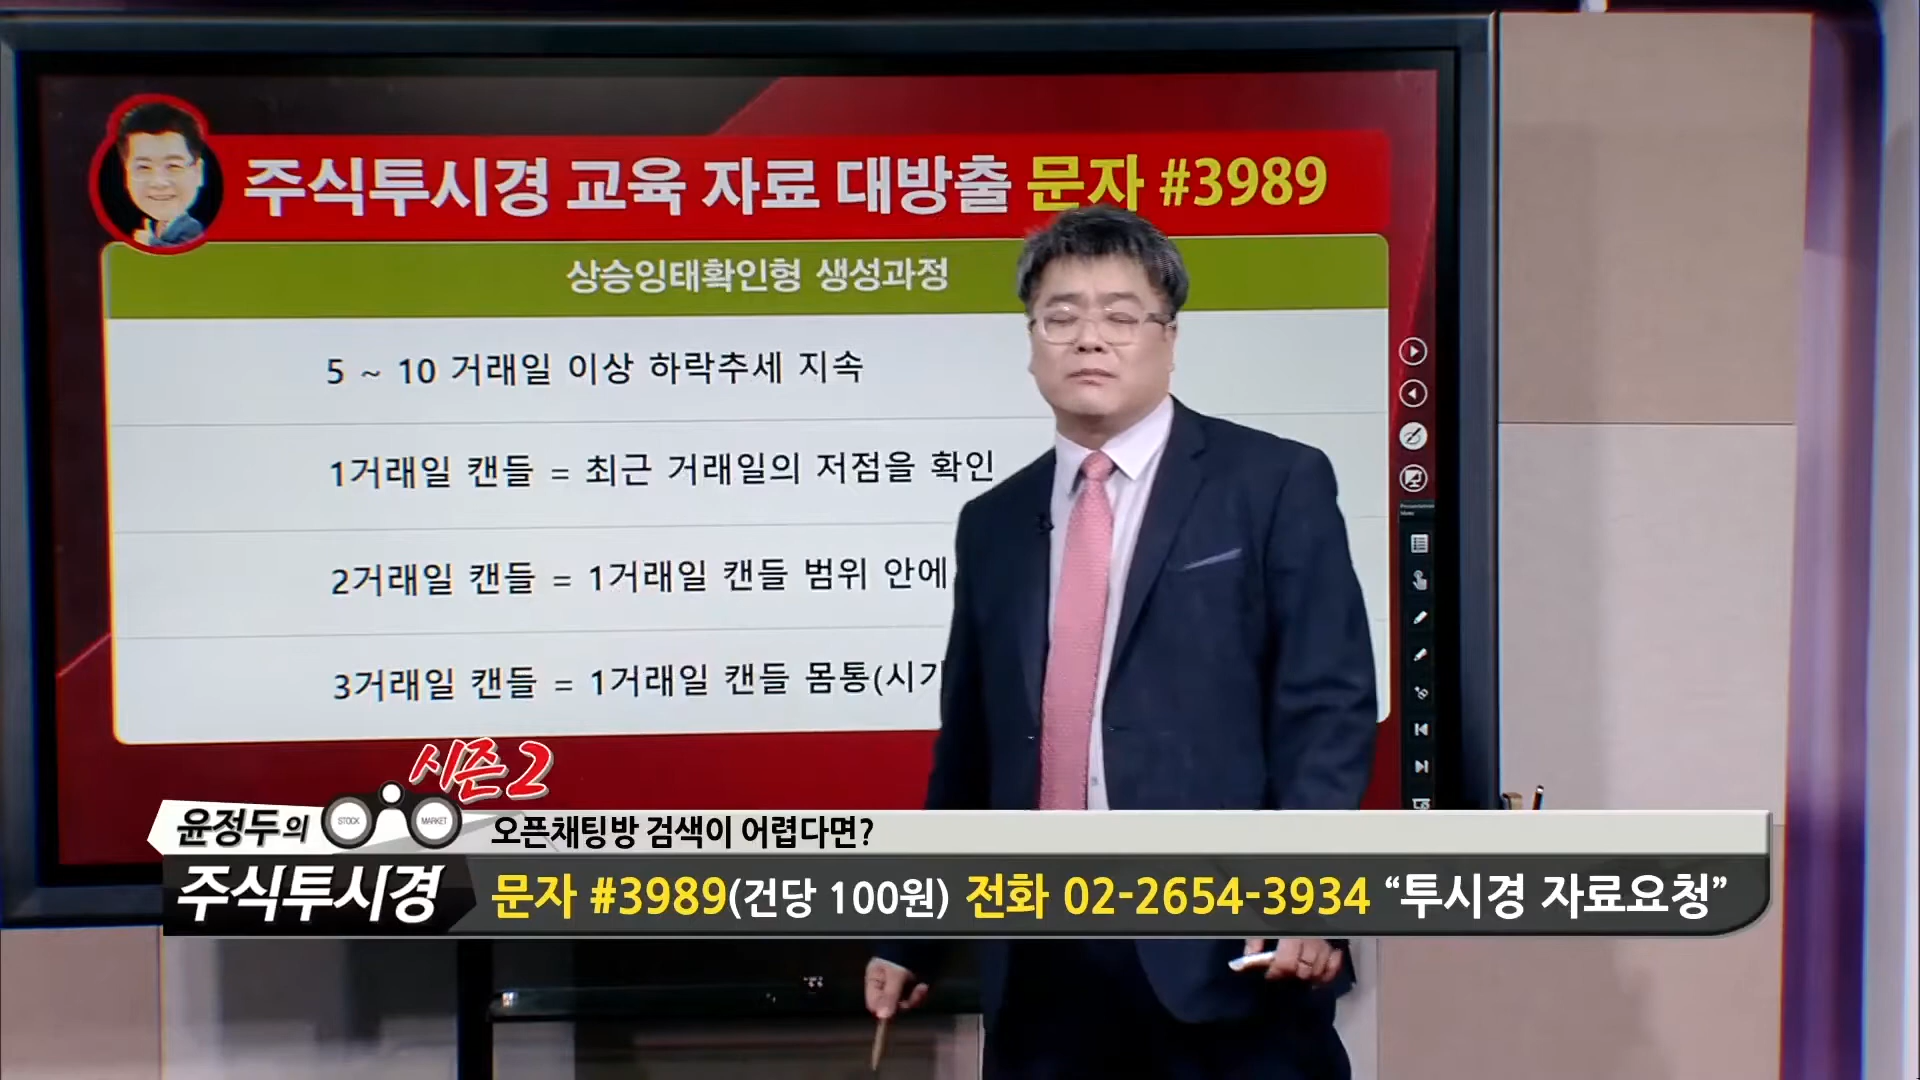 주식투시경 교육 자료 대방출 문자 #3989
상승잉태확인형 생성과정
5 ~ 10 거래일 이상 하락추세 지속
1거래일 캔들 = 최근 거래일의 저점을 확인
2거래일 캔들 = 1거래일 캔들 범위 안에
3거래일 캔들 = 1거래일 캔들 몸통(시가
시즌2
윤정두의
STOCK
MARKET
주식투시경
오픈채팅방 검색이 어렵다면?
문자 #3989(건당 100원) 전화 02-2654-3934 “투시경 자료요청”